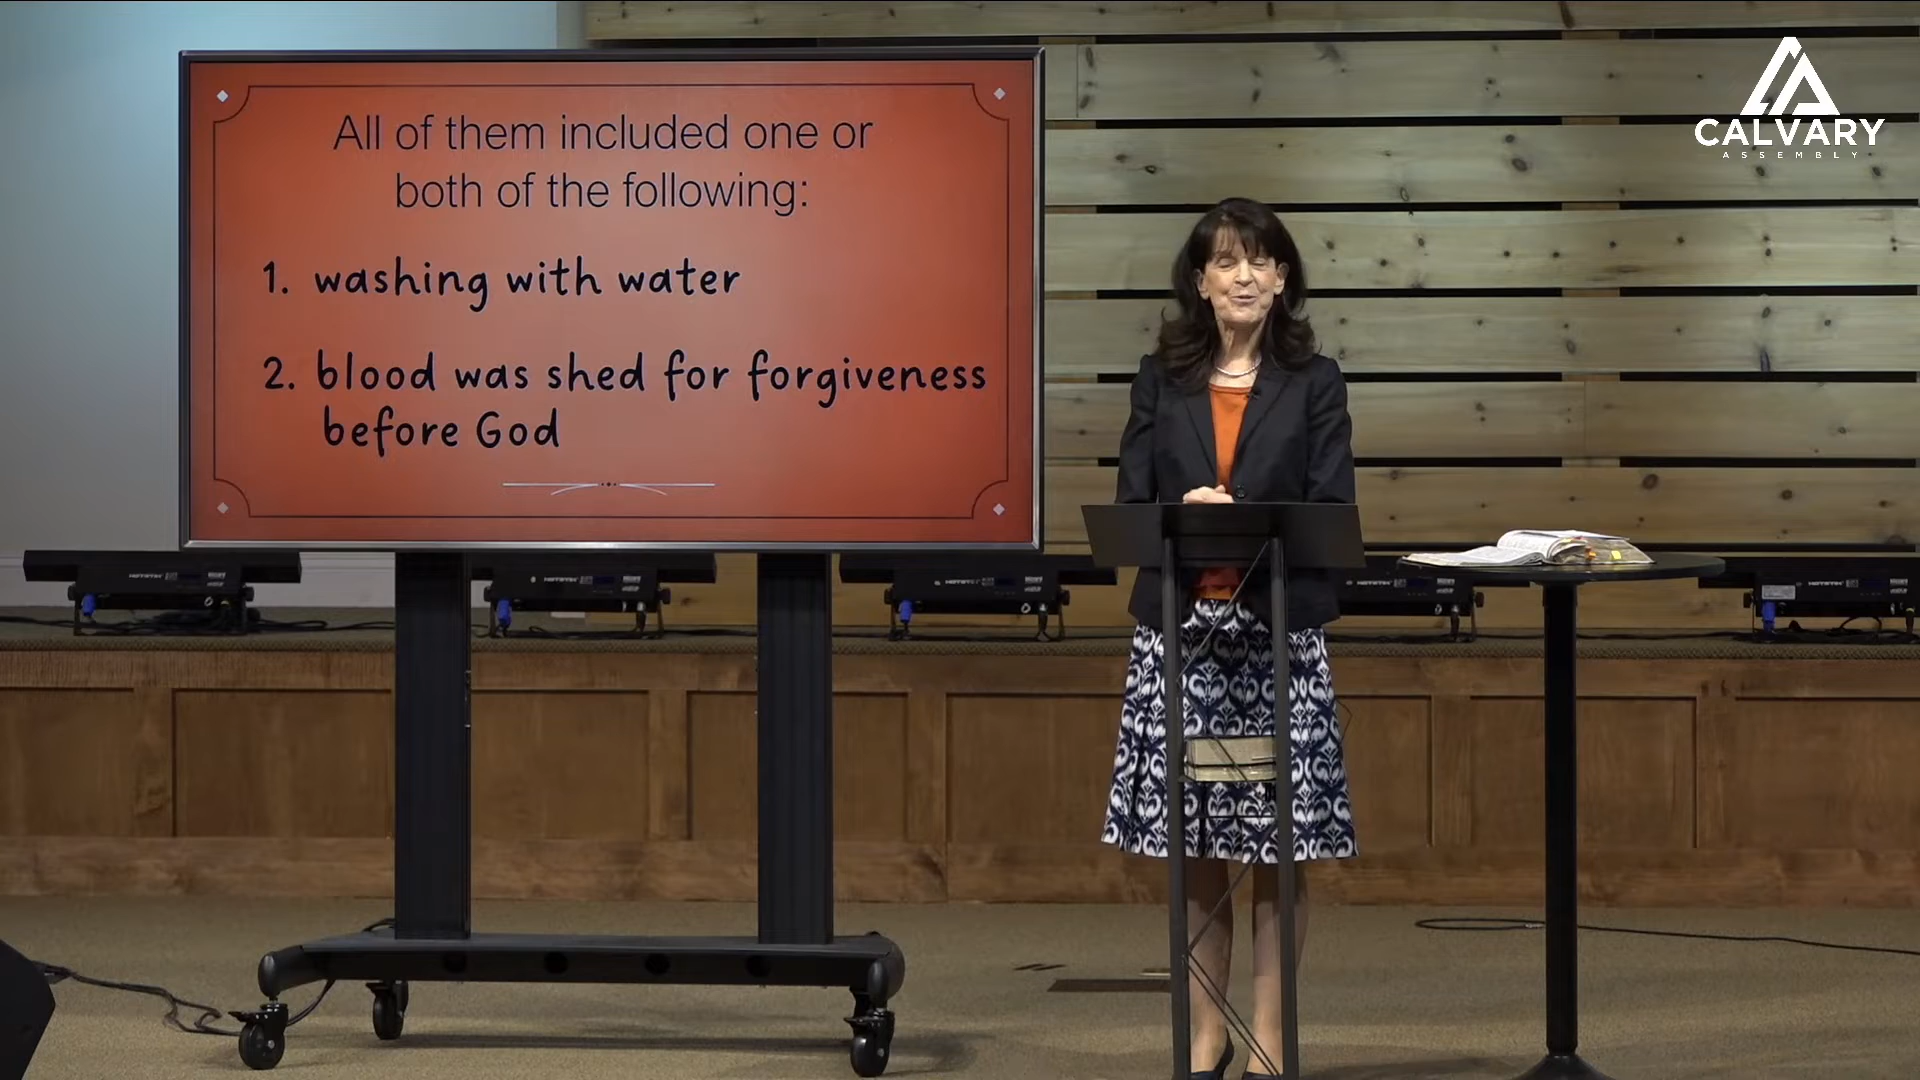 All of them included one or
both of the following:
1. washing with water
2. blood was shed for forgiveness
before God
CALVARY
ASSEMBLY